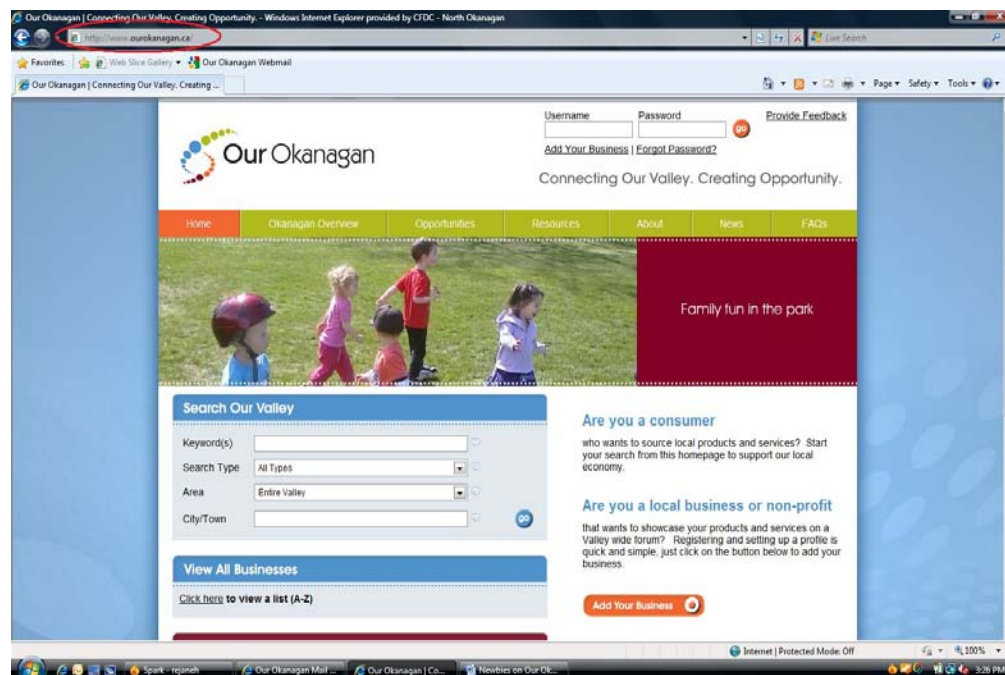 Our Okanagan | Connecting Our Valley. Creating Opportunity. - Windows Internet Explorer provided by CFDC - North Okanagan
http://www.ourokanagan.ca/
Live Search
Favorites Web Slice Gallery Our Okanagan Webmail
Our Okanagan | Connecting Our Valley. Creating ...
Page Safety Tools
Username Password Provide Feedback
go
Add Your Business | Forgot Password?
Our Okanagan
Connecting Our Valley. Creating Opportunity.
Home Okanagan Overview Opportunities Resources About News FAQs
Family fun in the park
Search Our Valley
Keyword(s)
Search Type All Types
Area Entire Valley
City/Town
go
View All Businesses
Click here to view a list (A-Z)
Are you a consumer
who wants to source local products and services? Start
your search from this homepage to support our local
economy.
Are you a local business or non-profit
that wants to showcase your products and services on a
Valley wide forum? Registering and setting up a profile is
quick and simple, just click on the button below to add your
business.
Add Your Business
Internet | Protected Mode: Off 100%
Spark - rejaneh Our Okanagan Mail ... Our Okanagan | Co... Newbies on Our Ok... 3:26 PM